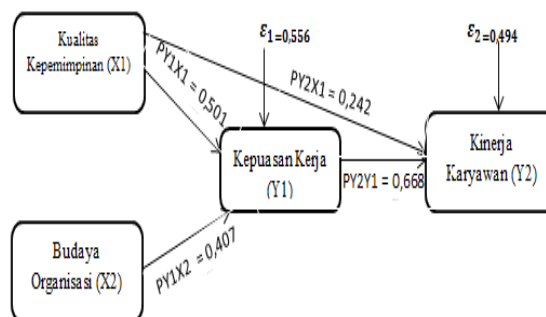 Kualitas
Kepemimpinan (X1)
ε1=0,556
ε2=0,494
PY1X1 = 0,501
PY2X1 = 0,242
Kepuasan Kerja
(Y1)
PY2Y1 = 0,668
Kinerja
Karyawan (Y2)
Budaya
Organisasi (X2)
PY1X2 = 0,407